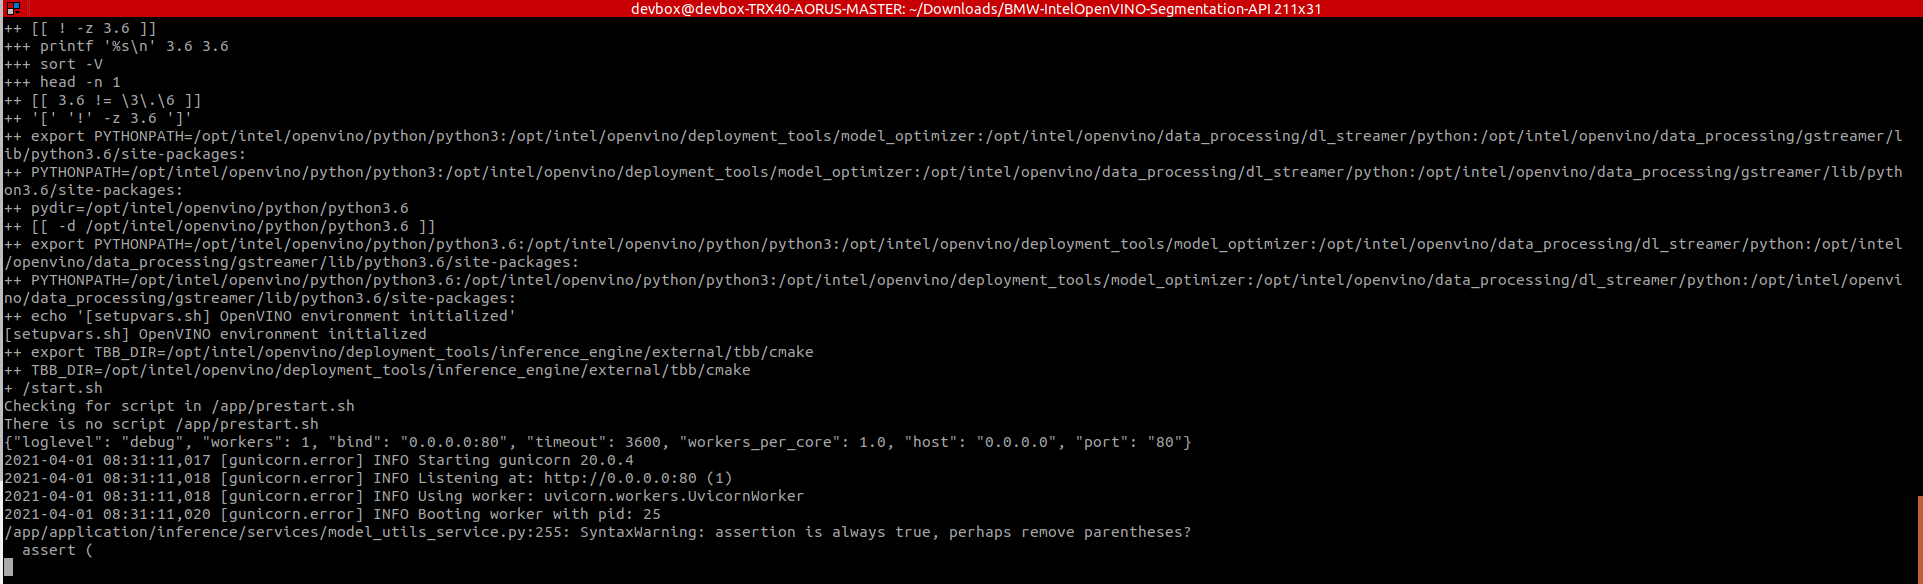 devbox@devbox-TRX40-AORUS-MASTER: ~/Downloads/BMW-IntelOpenVINO-Segmentation-API 211x31
++ [[ ! -z 3.6 ]]
+++ printf '%s\n' 3.6 3.6
+++ sort -V
+++ head -n 1
++ [[ 3.6 != \3\.\6 ]]
++ '[' '!' -z 3.6 ']'
++ export PYTHONPATH=/opt/intel/openvino/python/python3:/opt/intel/openvino/deployment_tools/model_optimizer:/opt/intel/openvino/data_processing/dl_streamer/python:/opt/intel/openvino/data_processing/gstreamer/l
ib/python3.6/site-packages:
++ PYTHONPATH=/opt/intel/openvino/python/python3:/opt/intel/openvino/deployment_tools/model_optimizer:/opt/intel/openvino/data_processing/dl_streamer/python:/opt/intel/openvino/data_processing/gstreamer/lib/pyth
on3.6/site-packages:
++ pydir=/opt/intel/openvino/python/python3.6
++ [[ -d /opt/intel/openvino/python/python3.6 ]]
++ export PYTHONPATH=/opt/intel/openvino/python/python3.6:/opt/intel/openvino/python/python3:/opt/intel/openvino/deployment_tools/model_optimizer:/opt/intel/openvino/data_processing/dl_streamer/python:/opt/intel
/openvino/data_processing/gstreamer/lib/python3.6/site-packages:
++ PYTHONPATH=/opt/intel/openvino/python/python3.6:/opt/intel/openvino/python/python3:/opt/intel/openvino/deployment_tools/model_optimizer:/opt/intel/openvino/data_processing/dl_streamer/python:/opt/intel/openvi
no/data_processing/gstreamer/lib/python3.6/site-packages:
++ echo '[setupvars.sh] OpenVINO environment initialized'
[setupvars.sh] OpenVINO environment initialized
++ export TBB_DIR=/opt/intel/openvino/deployment_tools/inference_engine/external/tbb/cmake
++ TBB_DIR=/opt/intel/openvino/deployment_tools/inference_engine/external/tbb/cmake
+ /start.sh
Checking for script in /app/prestart.sh
There is no script /app/prestart.sh
{"loglevel": "debug", "workers": 1, "bind": "0.0.0.0:80", "timeout": 3600, "workers_per_core": 1.0, "host": "0.0.0.0", "port": "80"}
2021-04-01 08:31:11,017 [gunicorn.error] INFO Starting gunicorn 20.0.4
2021-04-01 08:31:11,018 [gunicorn.error] INFO Listening at: http://0.0.0.0:80 (1)
2021-04-01 08:31:11,018 [gunicorn.error] INFO Using worker: uvicorn.workers.UvicornWorker
2021-04-01 08:31:11,020 [gunicorn.error] INFO Booting worker with pid: 25
/app/application/inference/services/model_utils_service.py:255: SyntaxWarning: assertion is always true, perhaps remove parentheses?
  assert (